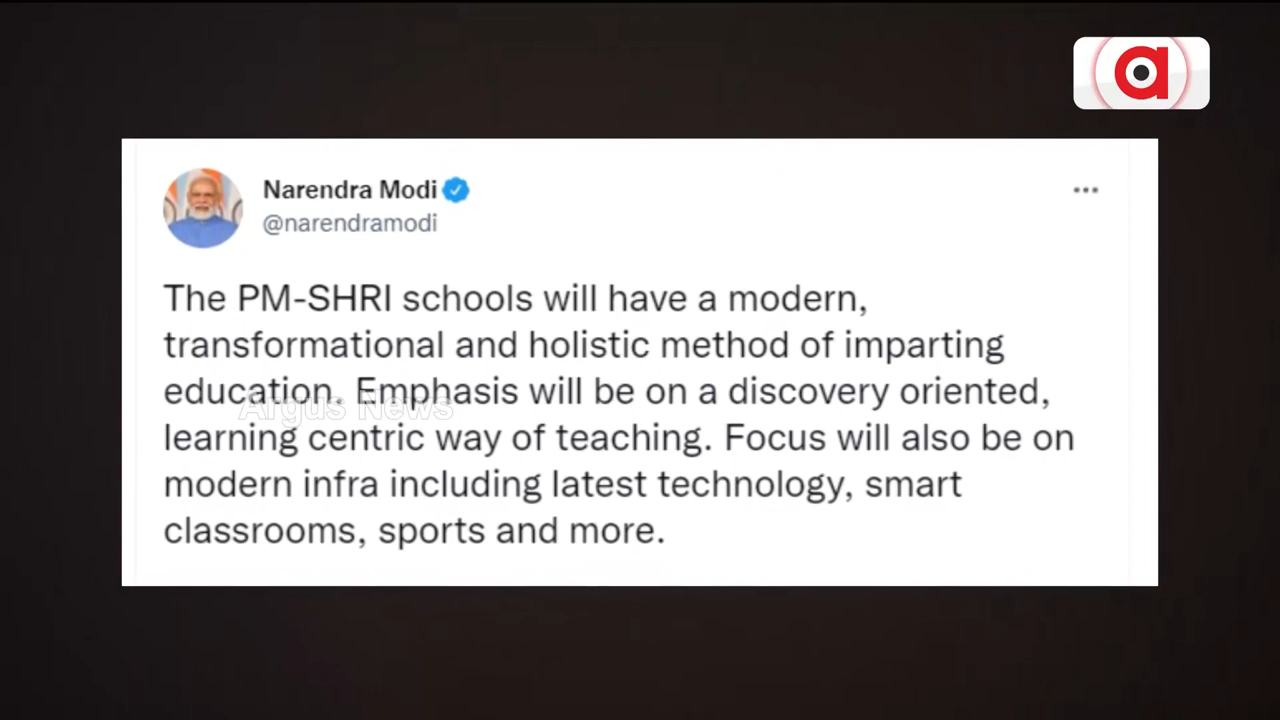 a
Narendra Modi
@narendramodi
The PM-SHRI schools will have a modern,
transformational and holistic method of imparting
education. Emphasis will be on a discovery oriented,
Argus News
learning centric way of teaching. Focus will also be on
modern infra including latest technology, smart
classrooms, sports and more.